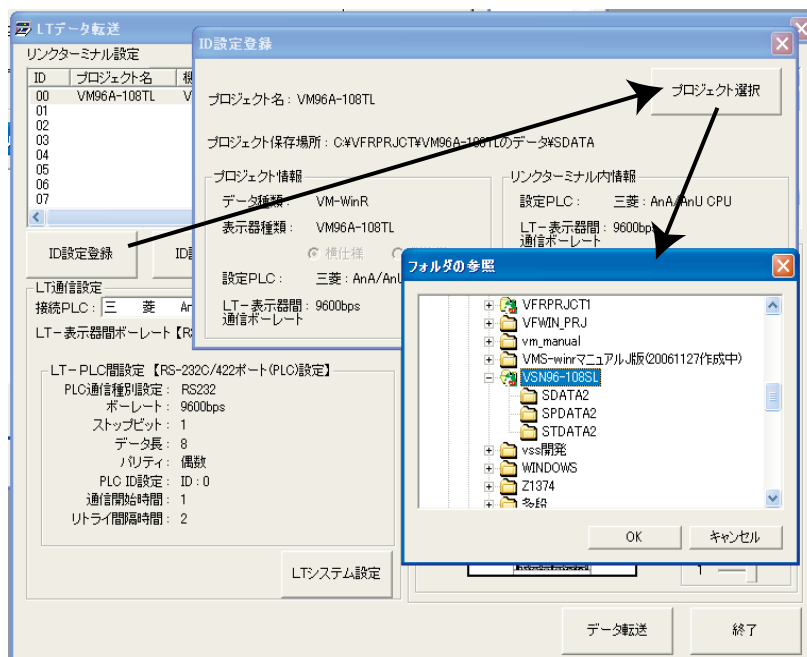 LTデータ転送
リンクターミナル設定
ID プロジェクト名
00 VM96A-108TL
01
02
03
04
05
06
07
ID設定登録
LT通信設定
接続PLC： 三 菱
LT－表示器間ボーレート
LT－PLC間設定 【RS-232C/422ポート(PLC)設定】
PLC通信種別設定： RS232
ボーレート： 9600bps
ストップビット： 1
データ長： 8
パリティ： 偶数
PLC ID設定： ID：0
通信開始時間： 1
リトライ間隔時間： 2
LTシステム設定
ID設定登録
プロジェクト名： VM96A-108TL
プロジェクト選択
プロジェクト保存場所： C:¥VFRPRJCT¥VM96A-108TLのデータ¥SDATA
プロジェクト情報
データ種類： VM-WinR
表示器種類： VM96A-108TL
横仕様
設定PLC： 三菱：AnA/AnU
LT－表示器間： 9600bps
通信ボーレート
リンクターミナル内情報
設定PLC： 三菱：AnA/AnU CPU
LT－表示器間： 9600bps
通信ボーレート
フォルダの参照
VFRPRJCT1
VFWIN_PRJ
vm_manual
VMS-winrマニュアルJ版(20061127作成中)
VSN96-108SL
SDATA2
SPDATA2
STDATA2
vss開発
WINDOWS
Z1374
多段
OK キャンセル
1
データ転送 終了